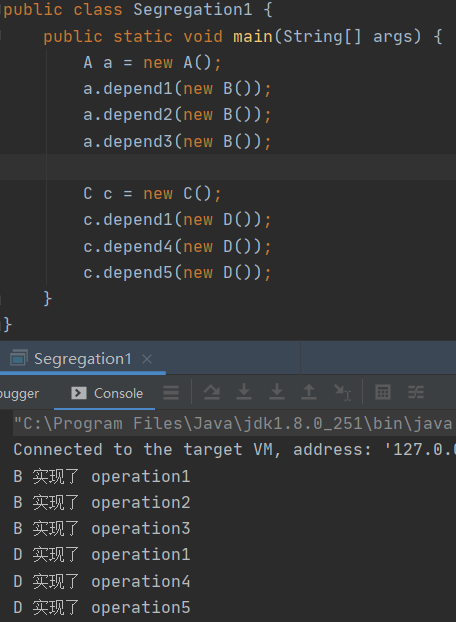 public class Segregation1 {
public static void main(String[] args) {
A a = new A();
a.depend1(new B());
a.depend2(new B());
a.depend3(new B());
C c = new C();
c.depend1(new D());
c.depend4(new D());
c.depend5(new D());
}
}
Segregation1 ×
ugger Console
"C:\Program Files\Java\jdk1.8.0_251\bin\java
Connected to the target VM, address: '127.0.
B 实现了 operation1
B 实现了 operation2
B 实现了 operation3
D 实现了 operation1
D 实现了 operation4
D 实现了 operation5